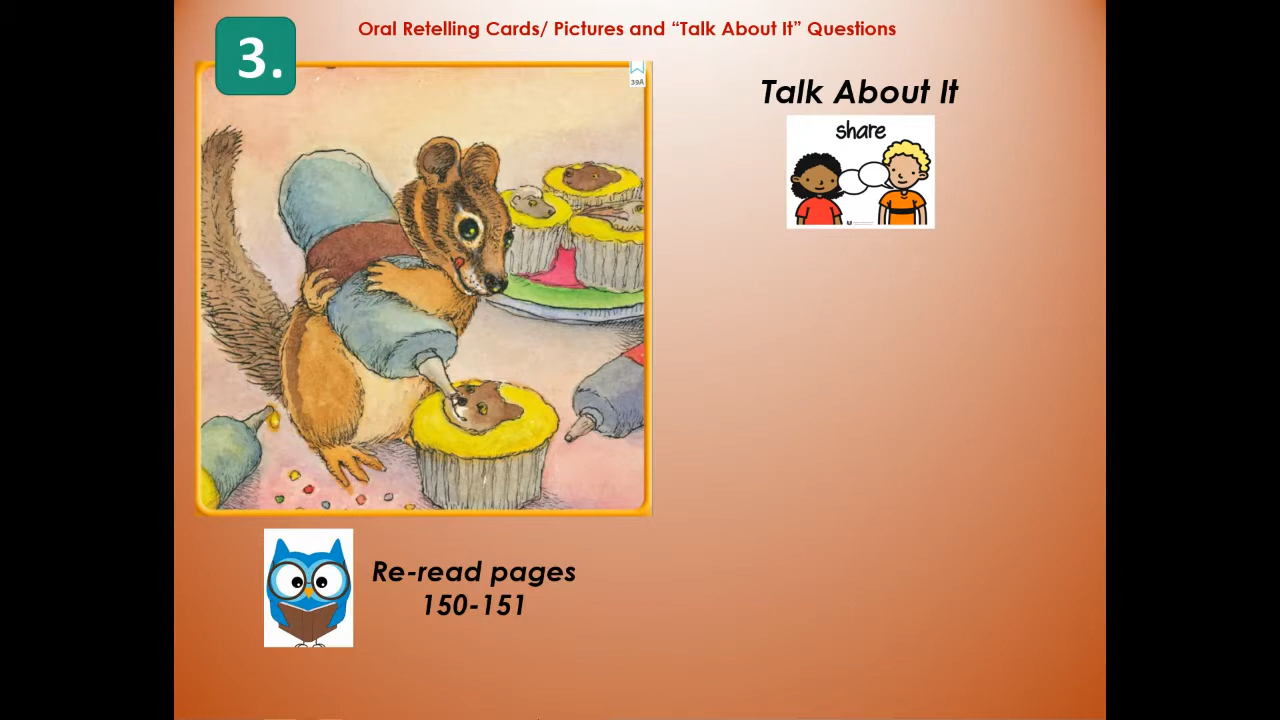 Oral Retelling Cards/ Pictures and “Talk About It” Questions
3.
39A
Talk About It
share
Re-read pages
150-151